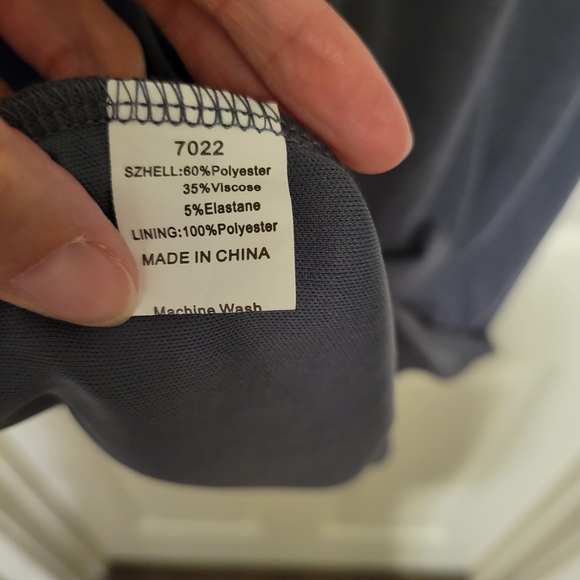 7022
SZHELL:60%Polyester
35%Viscose
5%Elastane
LINING:100%Polyester
MADE IN CHINA
Machine Wash